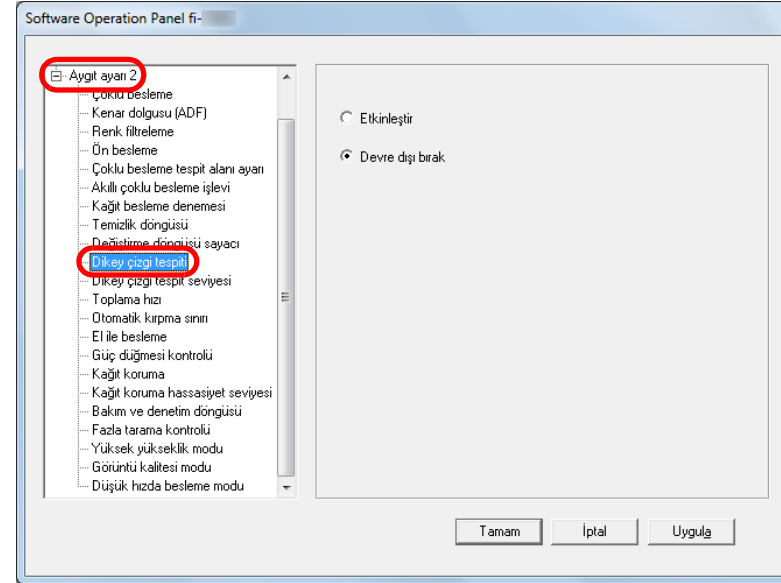 Software Operation Panel fi-
Aygıt ayarı 2
Çoklu besleme
Kenar dolgusu (ADF)
Renk filtreleme
Ön besleme
Çoklu besleme tespit alanı ayarı
Akıllı çoklu besleme işlevi
Kağıt besleme denemesi
Temizlik döngüsü
Değiştirme döngüsü sayacı
Dikey çizgi tespiti
Dikey çizgi tespit seviyesi
Toplama hızı
Otomatik kırpma sınırı
El ile besleme
Güç düğmesi kontrolü
Kağıt koruma
Kağıt koruma hassasiyet seviyesi
Bakım ve denetim döngüsü
Fazla tarama kontrolü
Yüksek yükseklik modu
Görüntü kalitesi modu
Düşük hızda besleme modu
Etkinleştir
Devre dışı bırak
Tamam
İptal
Uygula